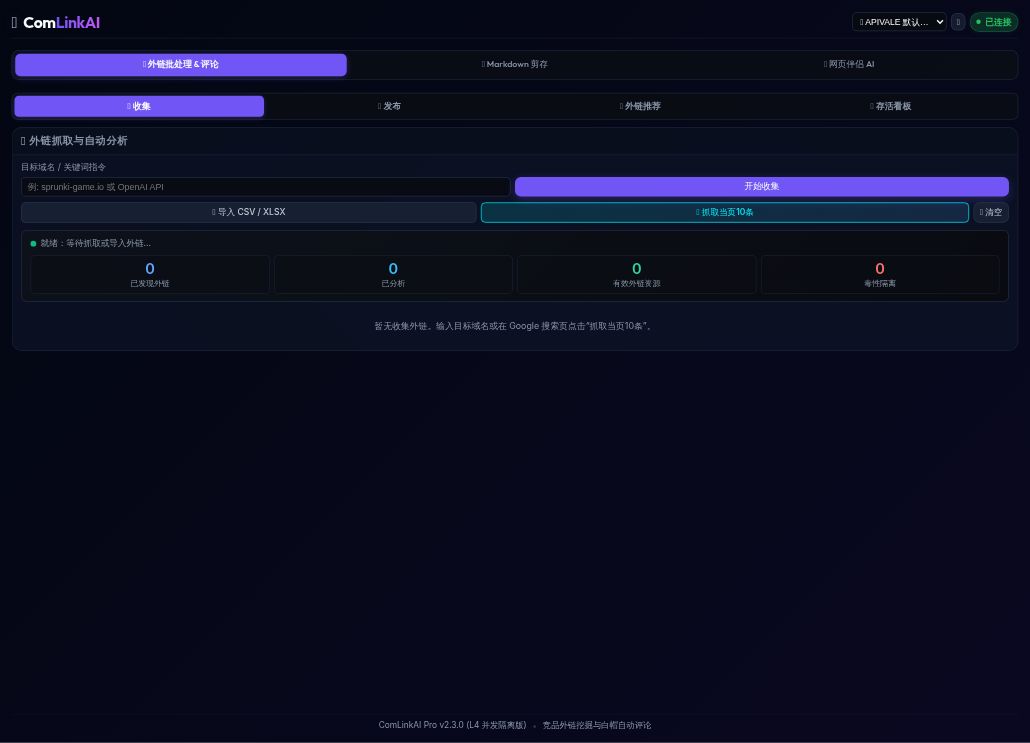 ComLinkAI
APIVALE 默认...
已连接
外链批处理 & 评论
Markdown 剪存
网页伴侣 AI
收集
发布
外链推荐
存活看板
外链抓取与自动分析
目标域名 / 关键词指令
例: sprunki-game.io 或 OpenAI API
开始收集
导入 CSV / XLSX
抓取当页10条
清空
就绪：等待抓取或导入外链...
0
已发现外链
0
已分析
0
有效外链资源
0
毒性隔离
暂无收集外链。输入目标域名或在 Google 搜索页点击“抓取当页10条”。
ComLinkAI Pro v2.3.0 (L4 并发隔离版) • 竞品外链挖掘与白帽自动评论